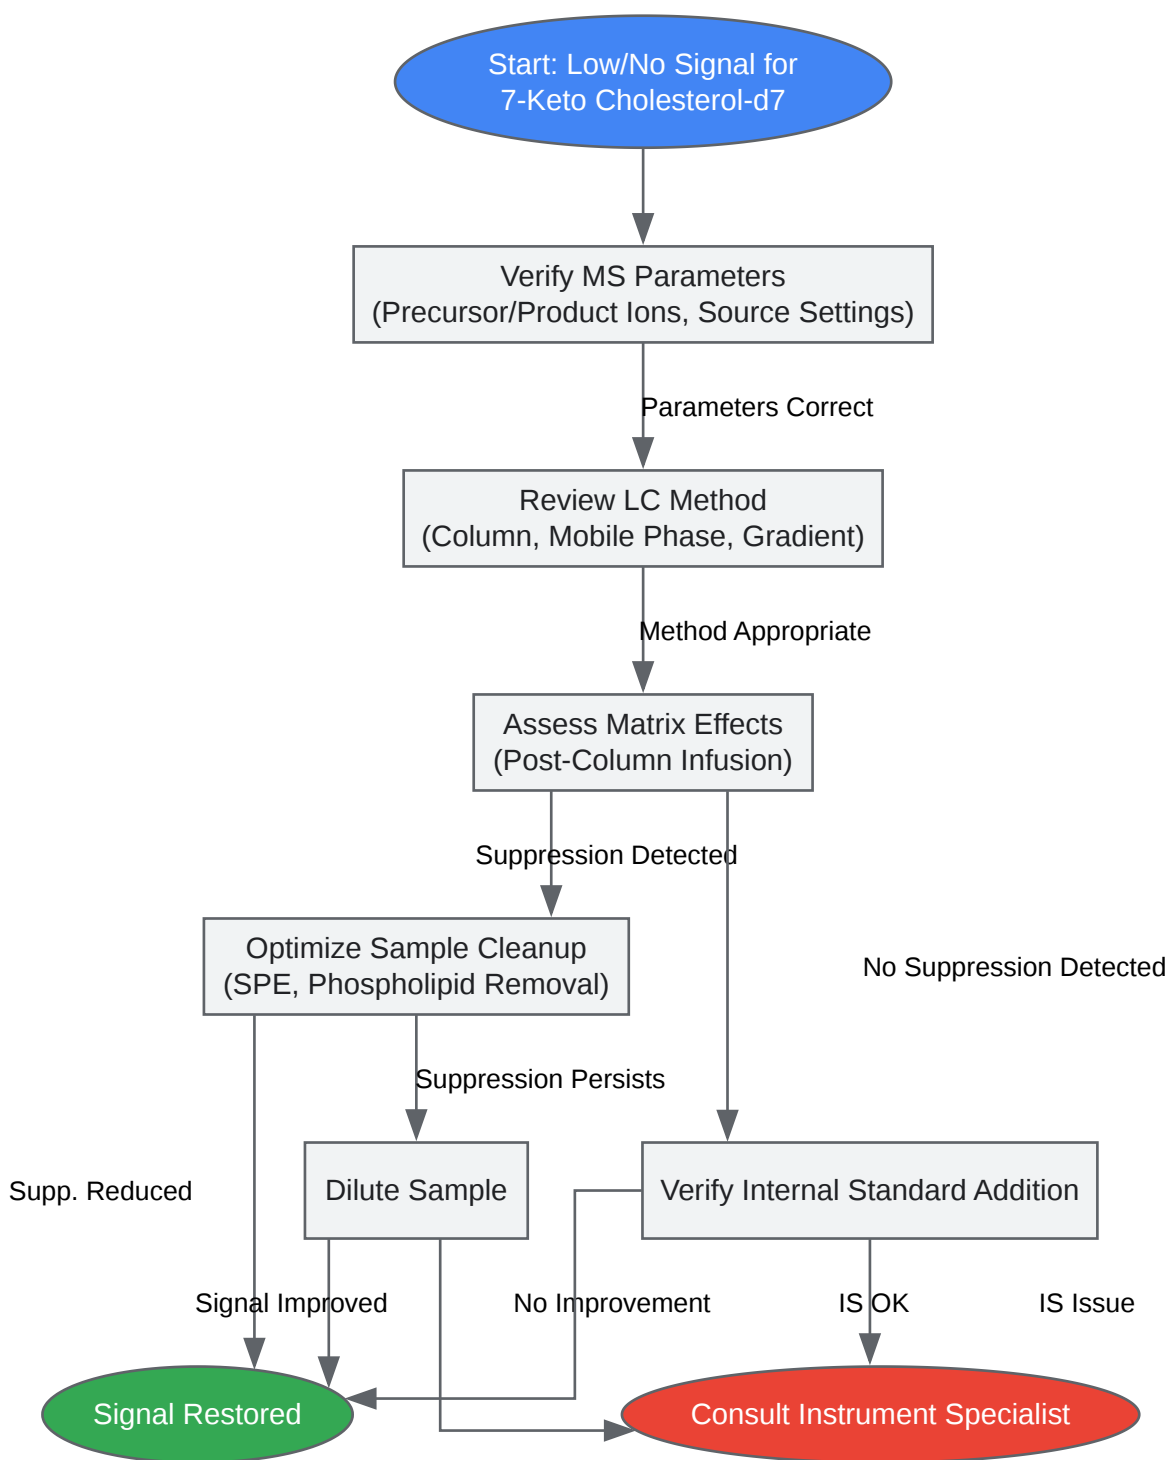 Start: Low/No Signal for
7-Keto Cholesterol-d7
Verify MS Parameters
(Precursor/Product Ions, Source Settings)
Parameters Correct
Review LC Method
(Column, Mobile Phase, Gradient)
Method Appropriate
Assess Matrix Effects
(Post-Column Infusion)
Suppression Detected
Optimize Sample Cleanup
(SPE, Phospholipid Removal)
No Suppression Detected
Suppression Persists
Supp. Reduced
Dilute Sample
Verify Internal Standard Addition
Signal Improved
No Improvement
IS OK
IS Issue
Signal Restored
Consult Instrument Specialist